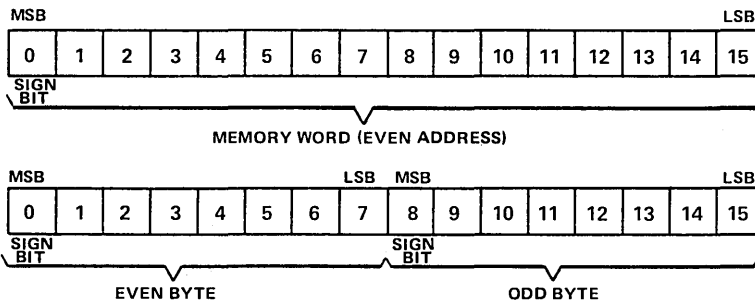 MSB LSB
0 1 2 3 4 5 6 7 8 9 10 11 12 13 14 15
SIGN
BIT
MEMORY WORD (EVEN ADDRESS)
MSB LSB MSB LSB
0 1 2 3 4 5 6 7 8 9 10 11 12 13 14 15
SIGN SIGN
BIT BIT
EVEN BYTE ODD BYTE